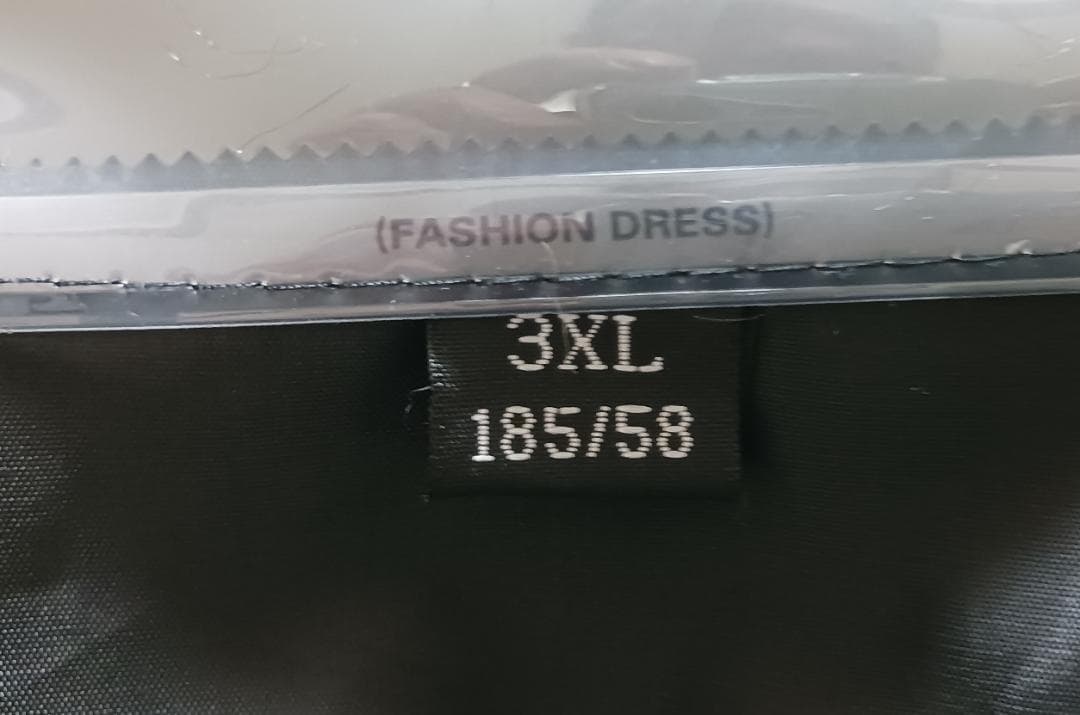 (FASHION DRESS)
3XL
185/58